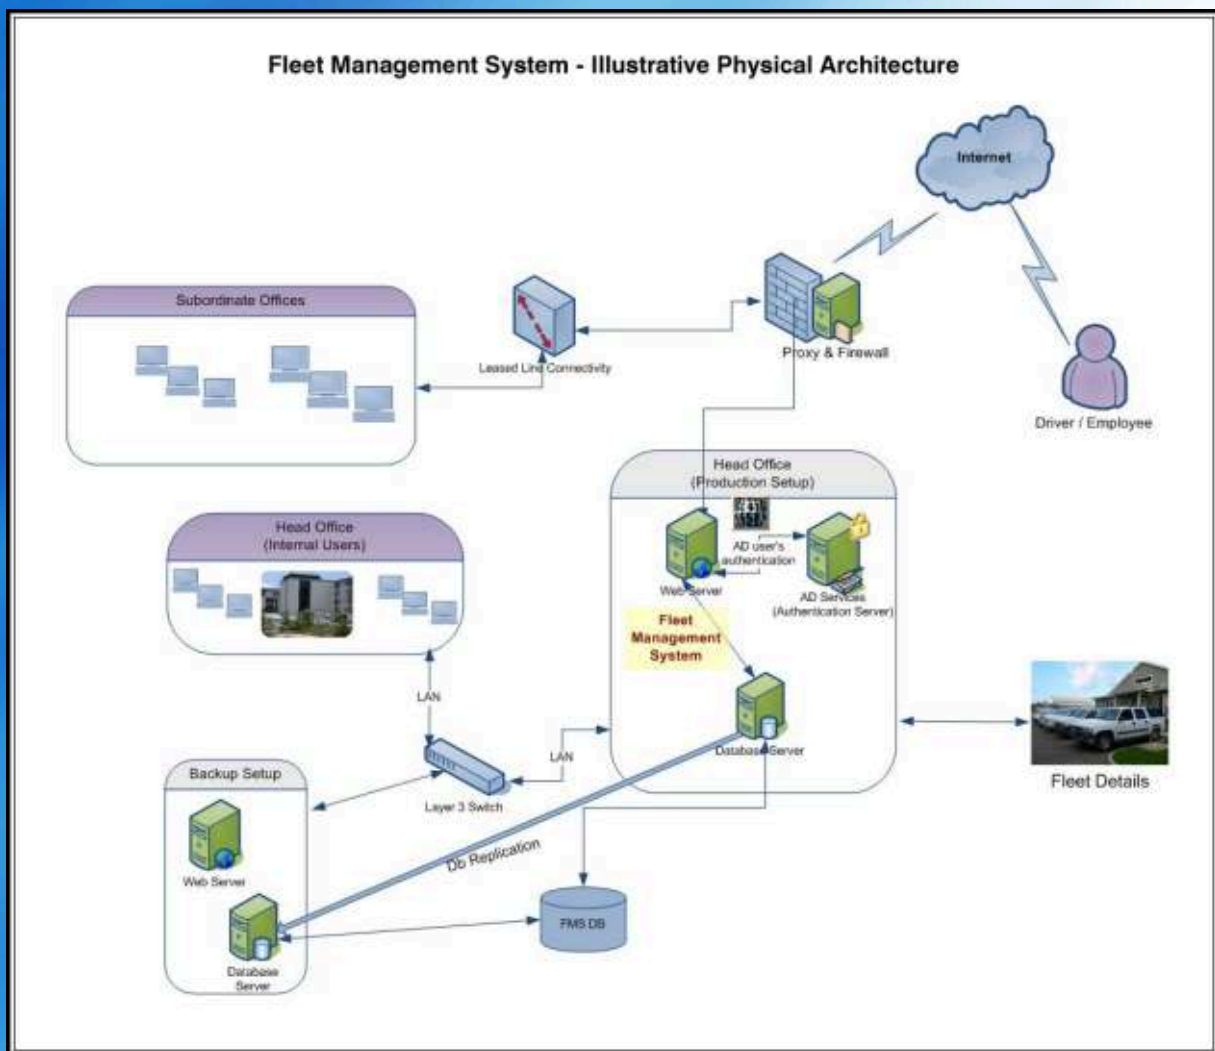 Fleet Management System - Illustrative Physical Architecture
Internet
Subordinate Offices
Leased Line Connectivity
Proxy & Firewall
Driver / Employee
Head Office
(Production Setup)
Head Office
(Internal Users)
AD user's
authentication
Web Server
AD Services
(Authentication Server)
Fleet
Management
System
LAN
Database Server
LAN
Fleet Details
Backup Setup
Layer 3 Switch
Db Replication
Web Server
FMS DB
Database
Server